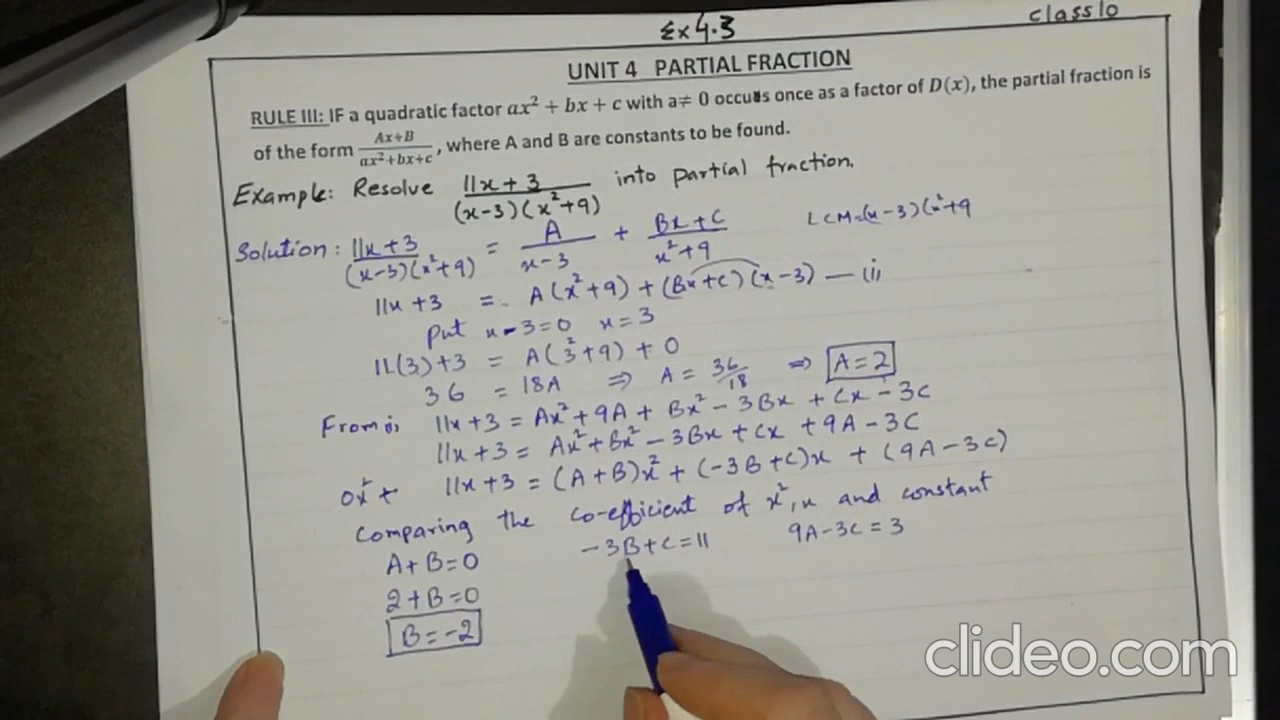 Ex 4.3
class10
UNIT 4 PARTIAL FRACTION
RULE III: IF a quadratic factor ax² + bx + c with a≠ 0 occurs once as a factor of D(x), the partial fraction is
of the form (Ax+B)/(ax²+bx+c), where A and B are constants to be found.
Example: Resolve (11x+3)/((x-3)(x²+9)) into partial fraction.
LCM=(x-3)(x²+9
Solution: (11x+3)/((x-3)(x²+9)) = A/(x-3) + (Bx+C)/(x²+9)
11x+3 = A(x²+9)+(Bx+C)(x-3) — (i)
Put x-3=0 x=3
11(3)+3 = A(3²+9)+0
36 = 18A ⇒ A = 36/18 ⇒ A=2
From i, 11x+3 = Ax²+9A+Bx²-3Bx+Cx-3C
11x+3 = Ax²+Bx²-3Bx+Cx+9A-3C
0x²+ 11x+3 = (A+B)x²+(-3B+C)x+(9A-3C)
Comparing the co-efficient of x², x and constant
A+B=0 -3B+C=11 9A-3C=3
2+B=0
B=-2
clideo.com